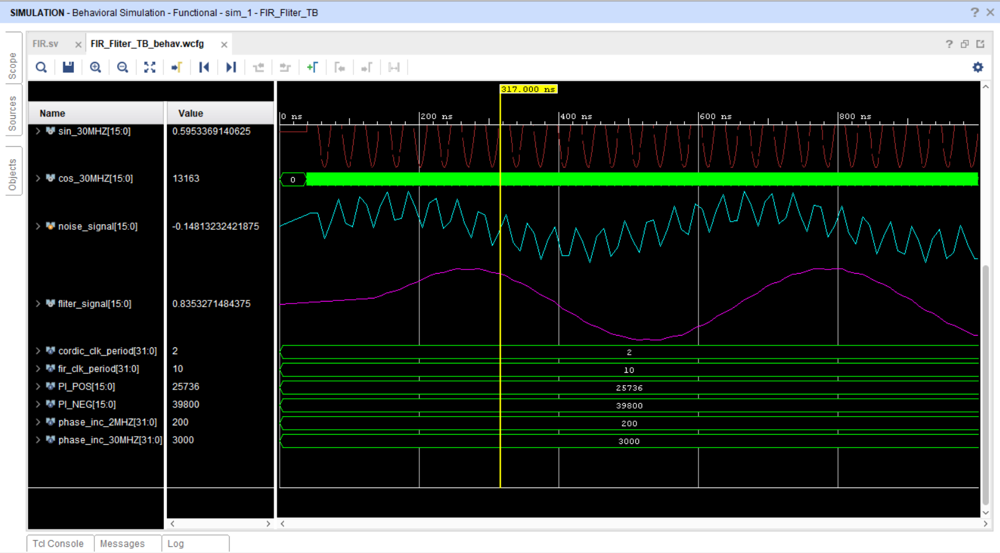 SIMULATION - Behavioral Simulation - Functional - sim_1 - FIR_Fliter_TB
FIR.sv
FIR_Fliter_TB_behav.wcfg
Scope
Sources
Objects
317.000 ns
Name Value
0 ns 200 ns 400 ns 600 ns 800 ns
sin_30MHZ[15:0] 0.5953369140625
cos_30MHZ[15:0] 13163 0
noise_signal[15:0] -0.14813232421875
fliter_signal[15:0] 0.8353271484375
cordic_clk_period[31:0] 2 2
fir_clk_period[31:0] 10 10
PI_POS[15:0] 25736 25736
PI_NEG[15:0] 39800 39800
phase_inc_2MHZ[31:0] 200 200
phase_inc_30MHZ[31:0] 3000 3000
Tcl Console Messages Log